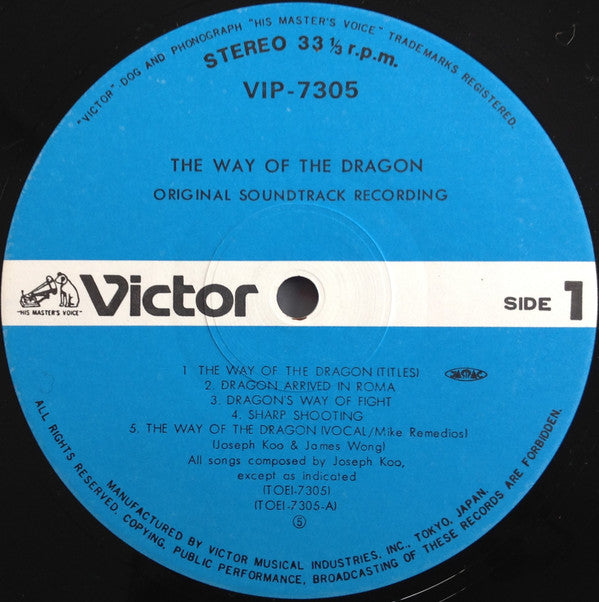 "VICTOR" DOG AND PHONOGRAPH "HIS MASTER'S VOICE" TRADEMARKS REGISTERED.
STEREO 33 ⅓ r.p.m.
VIP-7305
THE WAY OF THE DRAGON
ORIGINAL SOUNDTRACK RECORDING
"HIS MASTER'S VOICE"
Victor
SIDE 1
1 THE WAY OF THE DRAGON (TITLES)
2. DRAGON ARRIVED IN ROMA
3. DRAGON'S WAY OF FIGHT
4. SHARP SHOOTING
5. THE WAY OF THE DRAGON (VOCAL/Mike Remedios)
(Joseph Koo & James Wong)
All songs composed by Joseph Koo,
except as indicated
(TOEI-7305)
(TOEI-7305-A)
⑤
ALL RIGHTS RESERVED. COPYING, PUBLIC PERFORMANCE, BROADCASTING OF THESE RECORDS ARE FORBIDDEN.
MANUFACTURED BY VICTOR MUSICAL INDUSTRIES, INC., TOKYO, JAPAN.